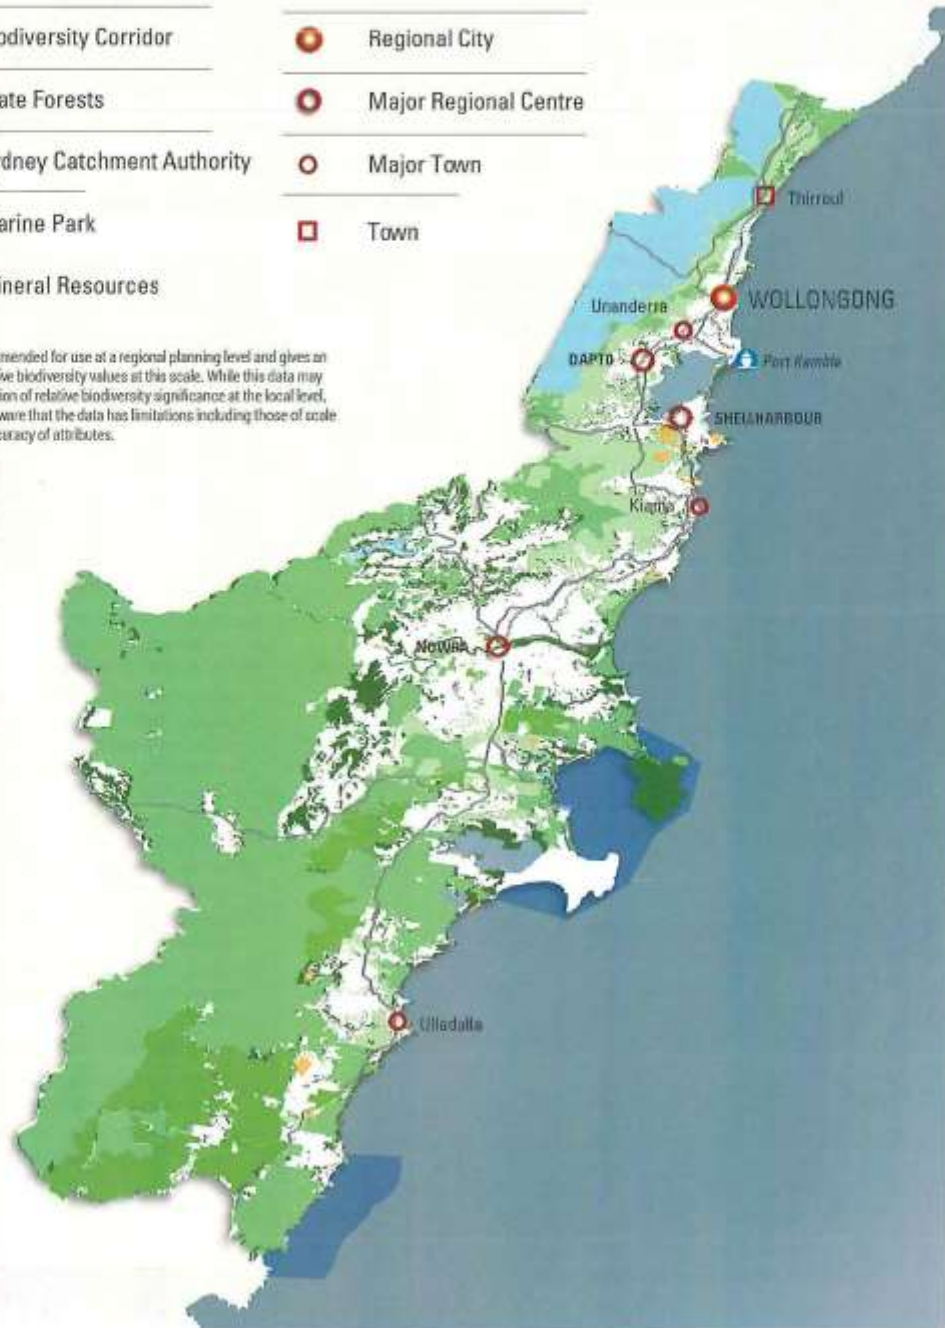 odiversity Corridor
Regional City
ate Forests
Major Regional Centre
dney Catchment Authority
Major Town
arine Park
Town
ineral Resources
mended for use at a regional planning level and gives an
ve biodiversity values at this scale. While this data may
ion of relative biodiversity significance at the local level,
ware that the data has limitations including those of scale
curacy of attributes.
Thirroul
WOLLONGONG
Unanderra
DAPTO
Port Kembla
SHELLHARBOUR
Kiama
NOWRA
Ulladulla